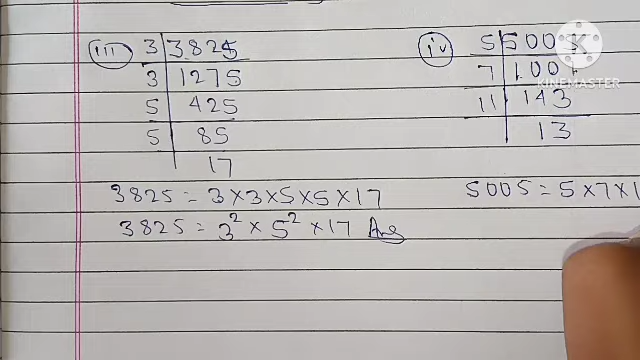 (iii) 3 | 3825
3 | 1275
5 | 425
5 | 85
17
3825 = 3×3×5×5×17
3825 = 3² × 5² × 17 Ans
(iv) 5 | 500
7 | 1001
11 | 143
13
5005 = 5×7×1
KINEMASTER